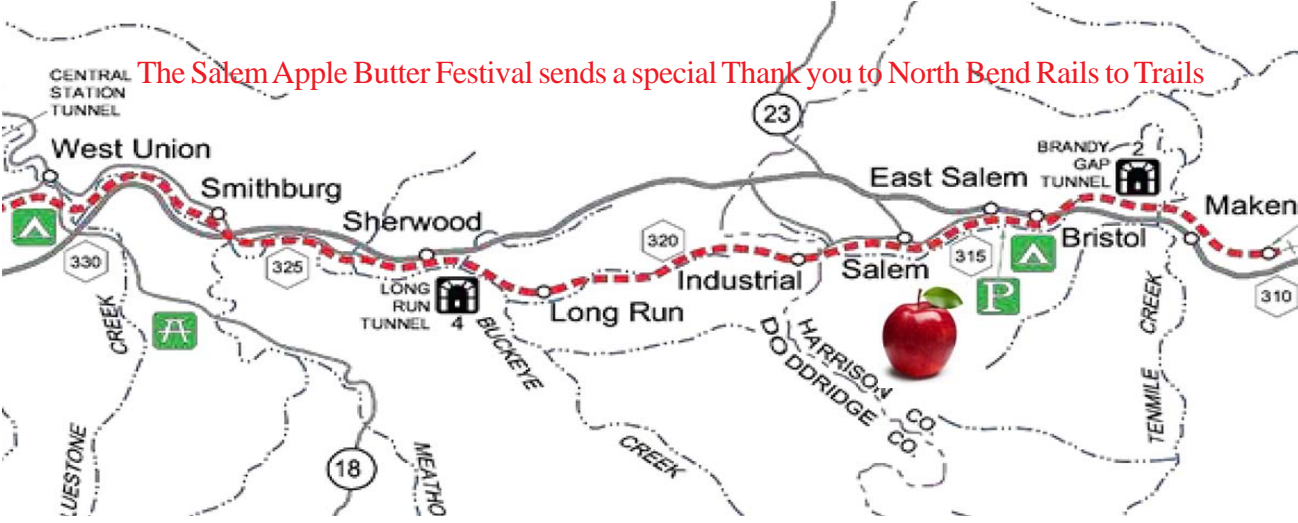 The Salem Apple Butter Festival sends a special Thank you to North Bend Rails to Trails
CENTRAL
STATION
TUNNEL
23
West Union
BRANDY
GAP
TUNNEL
2
East Salem
Smithburg
Sherwood
Maken
Bristol
330
325
320
315
310
Industrial
Salem
LONG
RUN
TUNNEL
4
Long Run
P
CREEK
BUCKEYE
CREEK
HARRISON CO.
DODDRIDGE CO.
TENMILE CREEK
LUESTONE
18
MEATHO